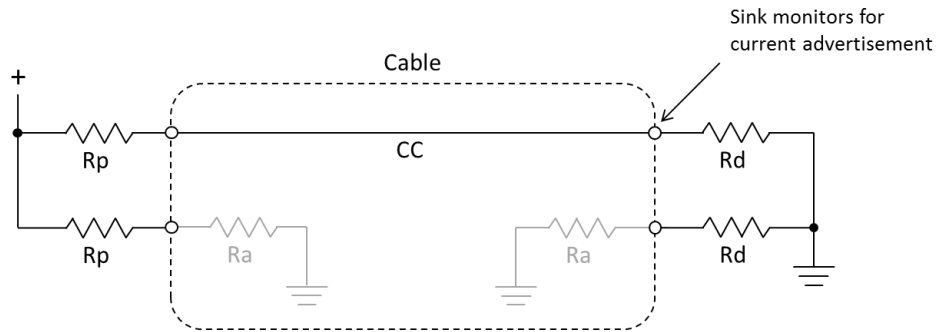 Sink monitors for
current advertisement
Cable
+
Rp
CC
Rd
Rp
Ra
Ra
Rd